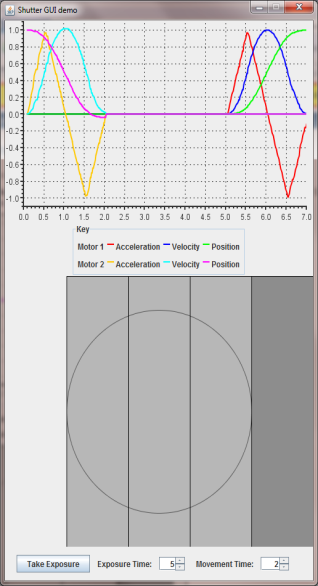 Shutter GUI demo
1.0
0.8
0.6
0.4
0.2
0.0
-0.2
-0.4
-0.6
-0.8
-1.0
0.0 0.5 1.0 1.5 2.0 2.5 3.0 3.5 4.0 4.5 5.0 5.5 6.0 6.5 7.0
Key
Motor 1 Acceleration Velocity Position
Motor 2 Acceleration Velocity Position
Take Exposure Exposure Time: 5 Movement Time: 2